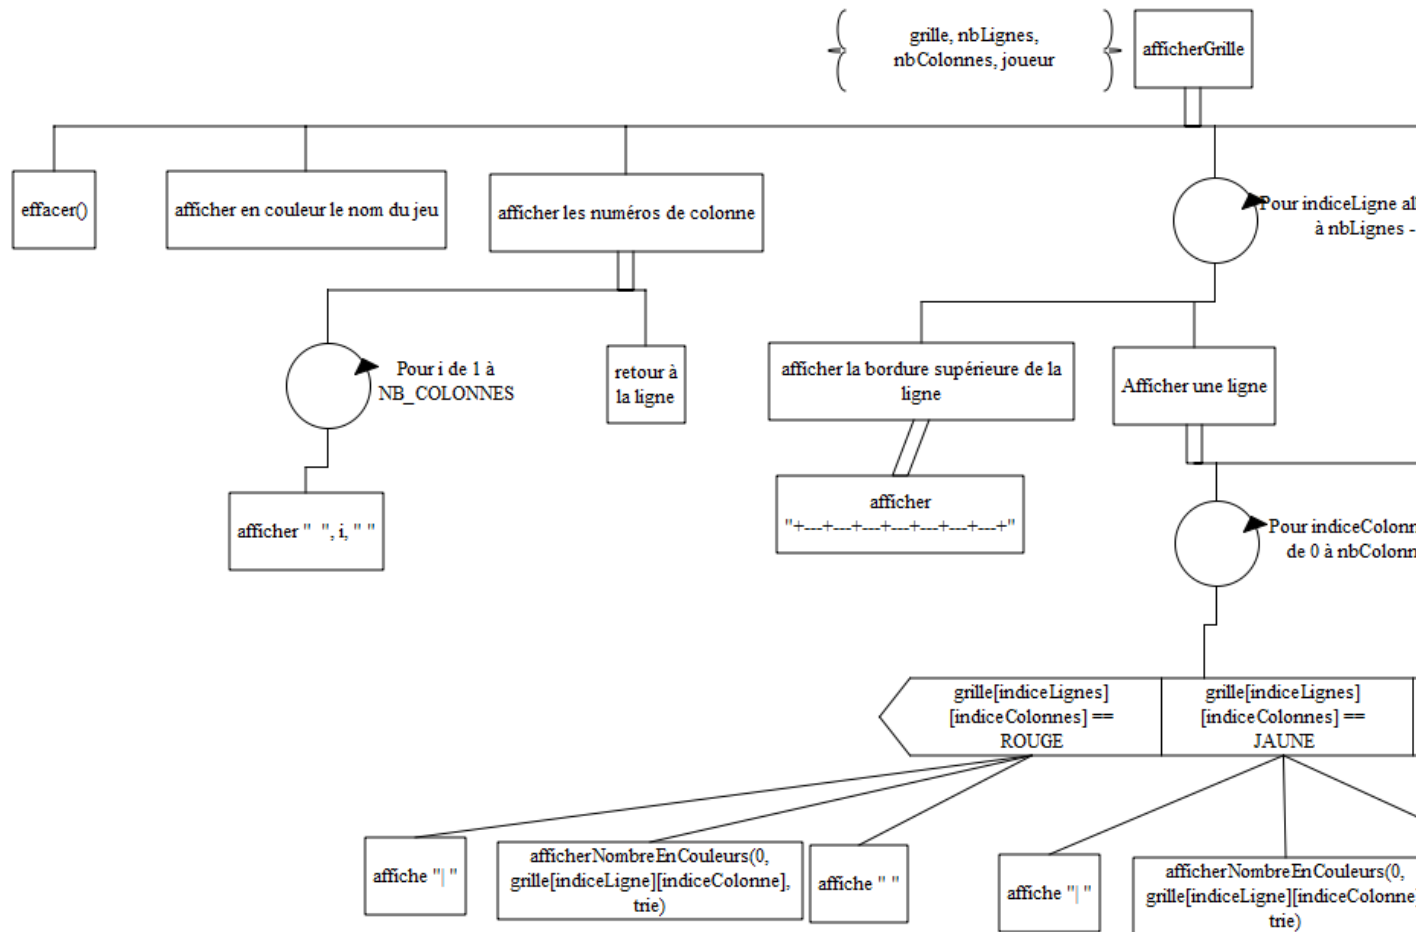 grille, nbLignes,
nbColonnes, joueur
afficherGrille
effacer()
afficher en couleur le nom du jeu
afficher les numéros de colonne
Pour indiceLigne
à nbLignes -
Pour i de 1 à
NB_COLONNES
retour à
la ligne
afficher la bordure supérieure de la
ligne
Afficher une ligne
afficher " ", i, " "
afficher
"+---+---+---+---+---+---+---+"
Pour indiceColonn
de 0 à nbColonn
grille[indiceLignes]
[indiceColonnes] ==
ROUGE
grille[indiceLignes]
[indiceColonnes] ==
JAUNE
affiche "| "
afficherNombreEnCouleurs(0,
grille[indiceLigne][indiceColonne],
trie)
affiche " "
affiche "| "
afficherNombreEnCouleurs(0,
grille[indiceLigne][indiceColonne
trie)